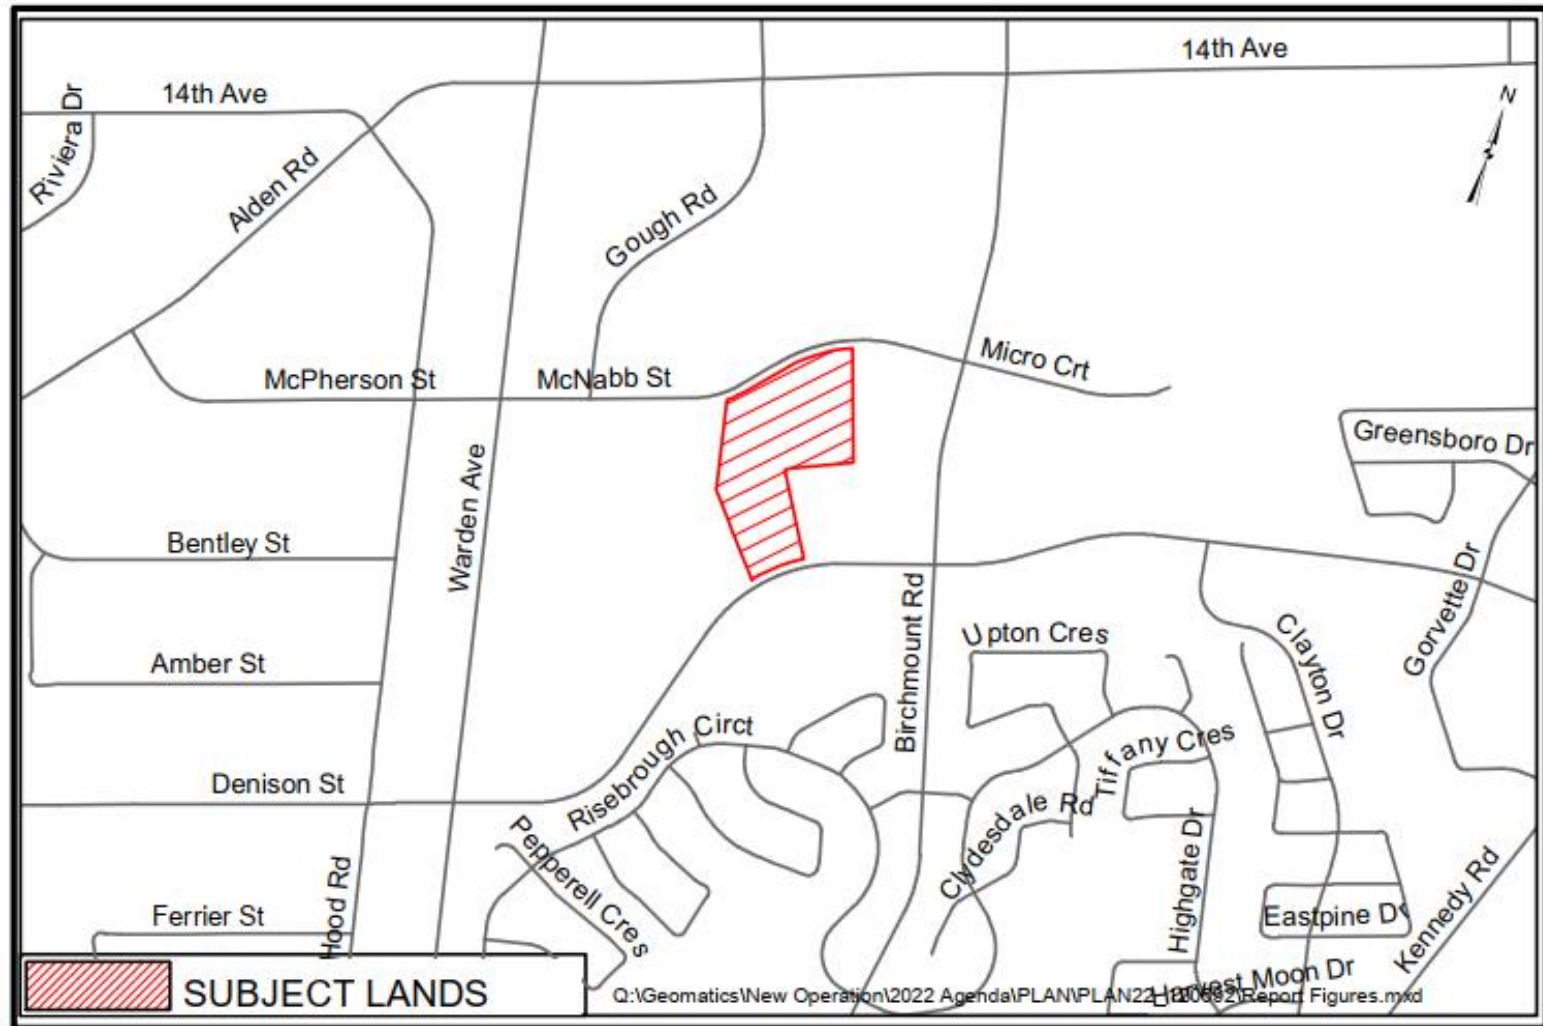 14th Ave
14th Ave
Riviera Dr
N
Alden Rd
Gough Rd
McPherson St
McNabb St
Micro Crt
Greensboro Dr
Warden Ave
Bentley St
Birchmount Rd
Gorvette Dr
Upton Cres
Clayton Dr
Amber St
Risebrough Circt
Tiffany Cres
Denison St
Clydesdale Rd
Pepperell Cres
Highgate Dr
Hood Rd
Ferrier St
Eastpine Dr
Kennedy Rd
Harvest Moon Dr
SUBJECT LANDS
Q:\Geomatics\New Operation\2022 Agenda\PLAN\PLAN22_120692\Report Figures.mxd